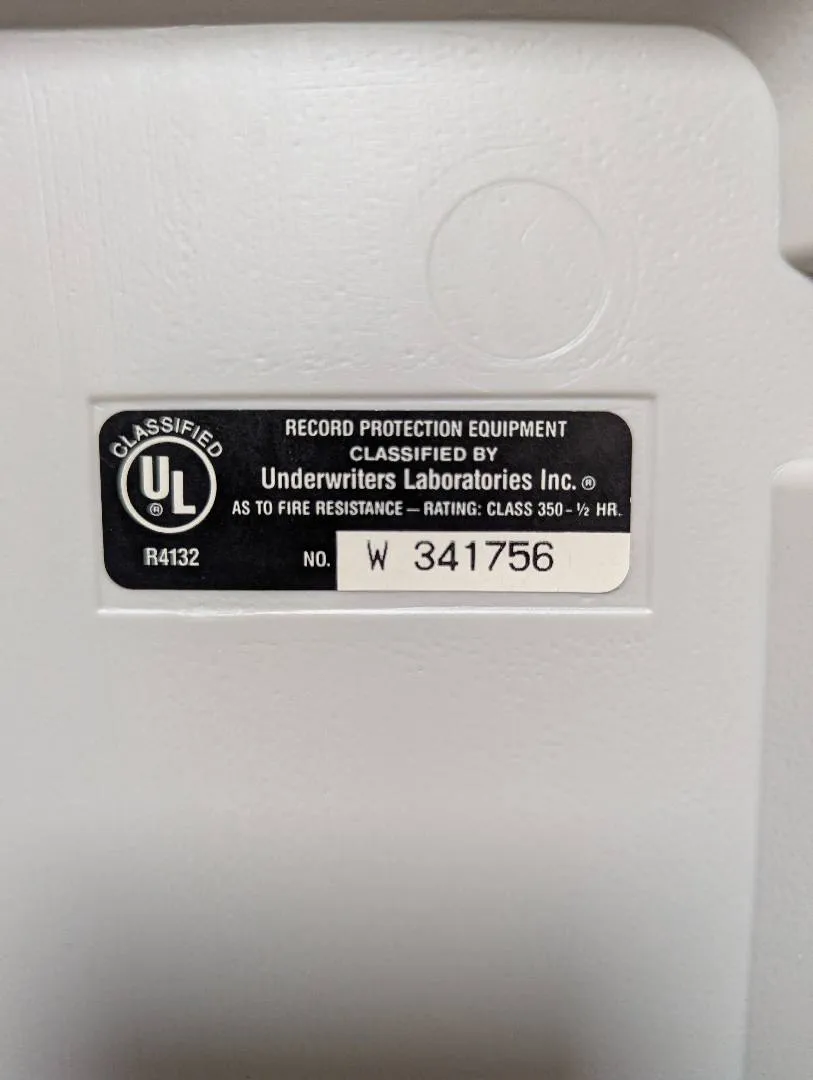 CLASSIFIED
UL ®
R4132
RECORD PROTECTION EQUIPMENT
CLASSIFIED BY
Underwriters Laboratories Inc. ®
AS TO FIRE RESISTANCE — RATING: CLASS 350 - ½ HR.
NO. W 341756